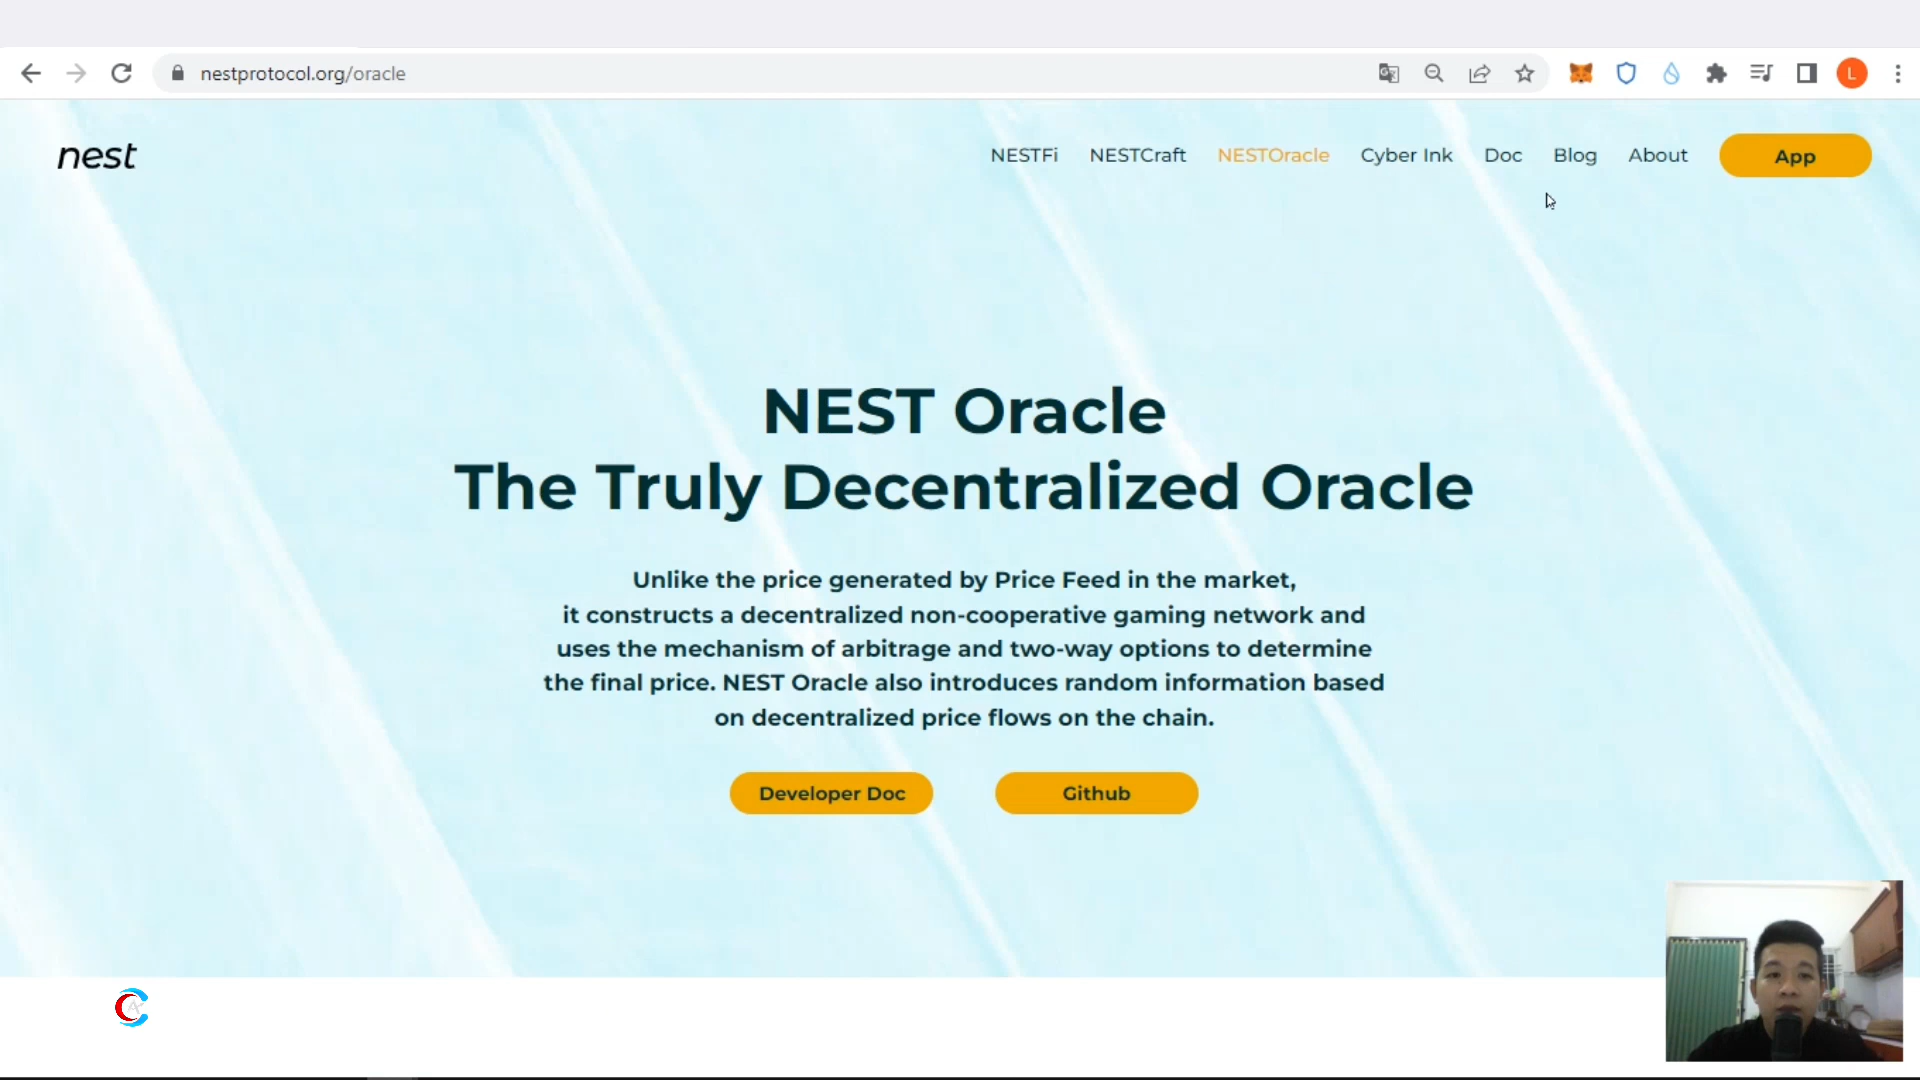 nestprotocol.org/oracle
L
nest
NESTFi NESTCraft NESTOracle Cyber Ink Doc Blog About App
NEST Oracle
The Truly Decentralized Oracle
Unlike the price generated by Price Feed in the market,
it constructs a decentralized non-cooperative gaming network and
uses the mechanism of arbitrage and two-way options to determine
the final price. NEST Oracle also introduces random information based
on decentralized price flows on the chain.
Developer Doc Github